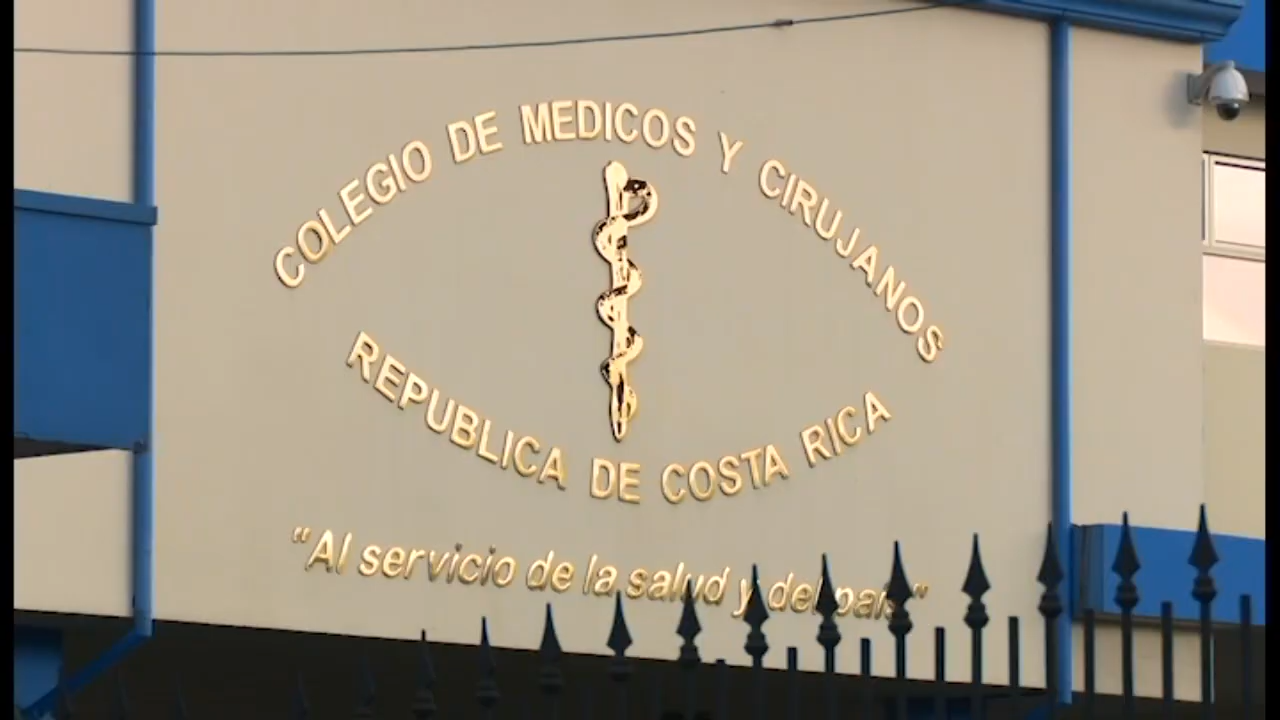 COLEGIO DE MEDICOS Y CIRUJANOS
REPUBLICA DE COSTA RICA
"Al servicio de la salud y del país"